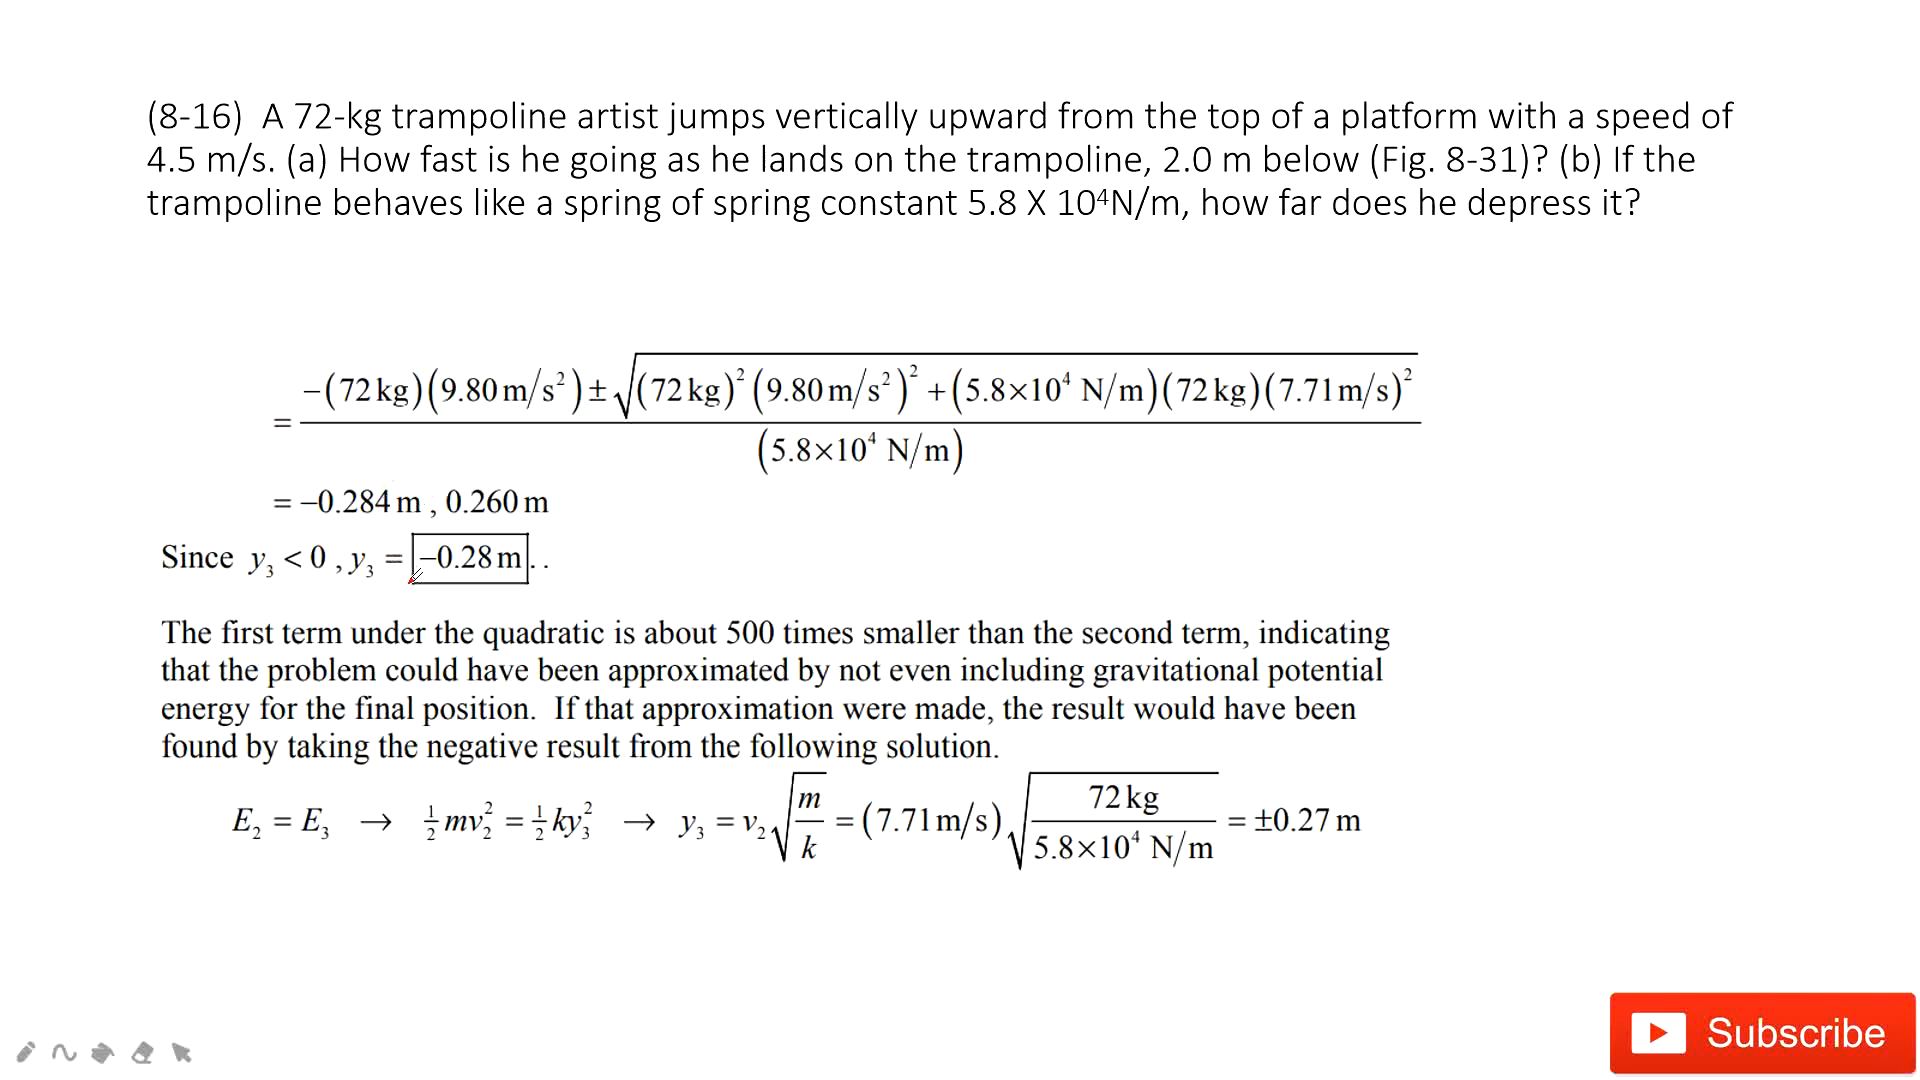 (8-16) A 72-kg trampoline artist jumps vertically upward from the top of a platform with a speed of
4.5 m/s. (a) How fast is he going as he lands on the trampoline, 2.0 m below (Fig. 8-31)? (b) If the
trampoline behaves like a spring of spring constant 5.8 X 10⁴N/m, how far does he depress it?
= −(72 kg)(9.80 m/s²) ± √((72 kg)² (9.80 m/s²)² + (5.8×10⁴ N/m)(72 kg)(7.71 m/s)²
(5.8×10⁴ N/m)
= −0.284 m , 0.260 m
Since y₃ < 0 , y₃ = −0.28 m . .
The first term under the quadratic is about 500 times smaller than the second term, indicating
that the problem could have been approximated by not even including gravitational potential
energy for the final position. If that approximation were made, the result would have been
found by taking the negative result from the following solution.
E₂ = E₃ → ½ mv₂² = ½ ky₃² → y₃ = v₂ √(m/k) = (7.71 m/s) √(72 kg / 5.8×10⁴ N/m) = ±0.27 m
Subscribe